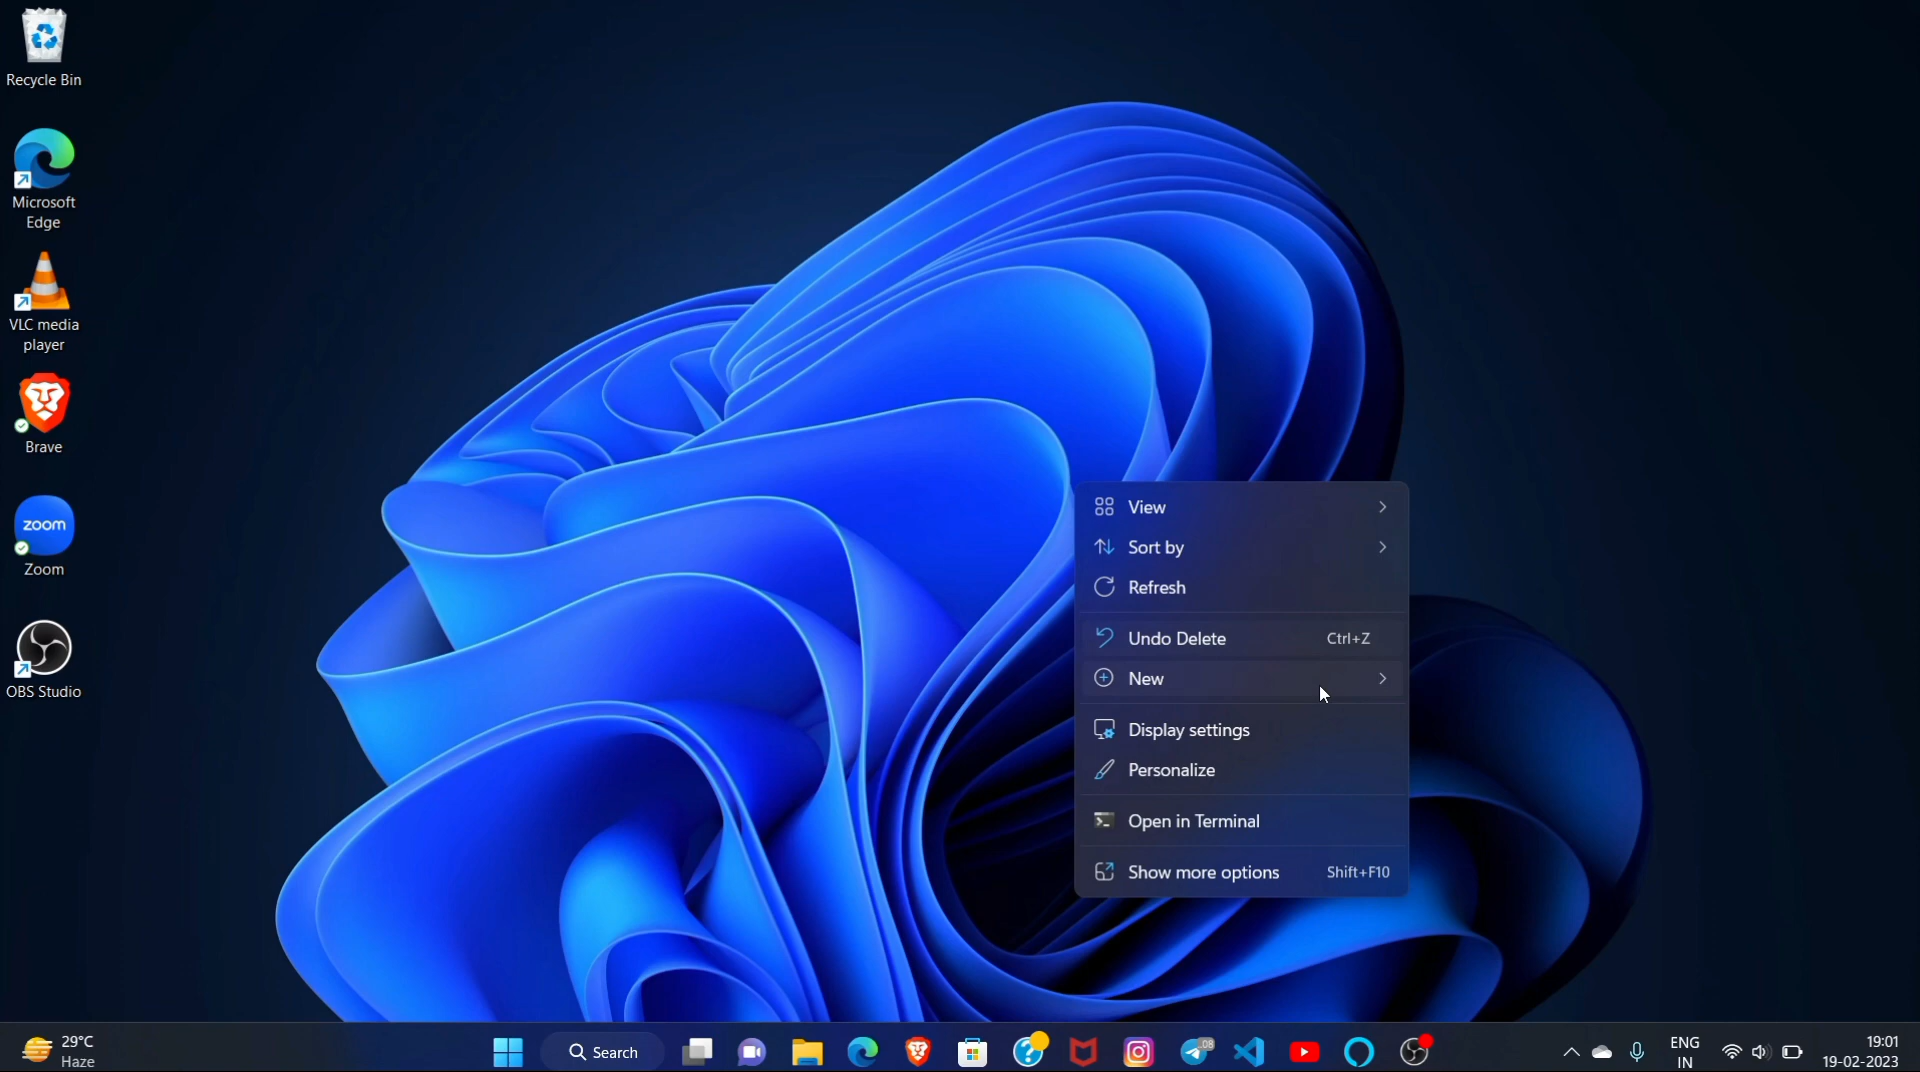 Recycle Bin
Microsoft
Edge
VLC media
player
Brave
zoom
Zoom
OBS Studio
View
Sort by
Refresh
Undo Delete Ctrl+Z
New
Display settings
Personalize
Open in Terminal
Show more options Shift+F10
29°C
Haze
Search
.08
ENG
IN
19:01
19-02-2023